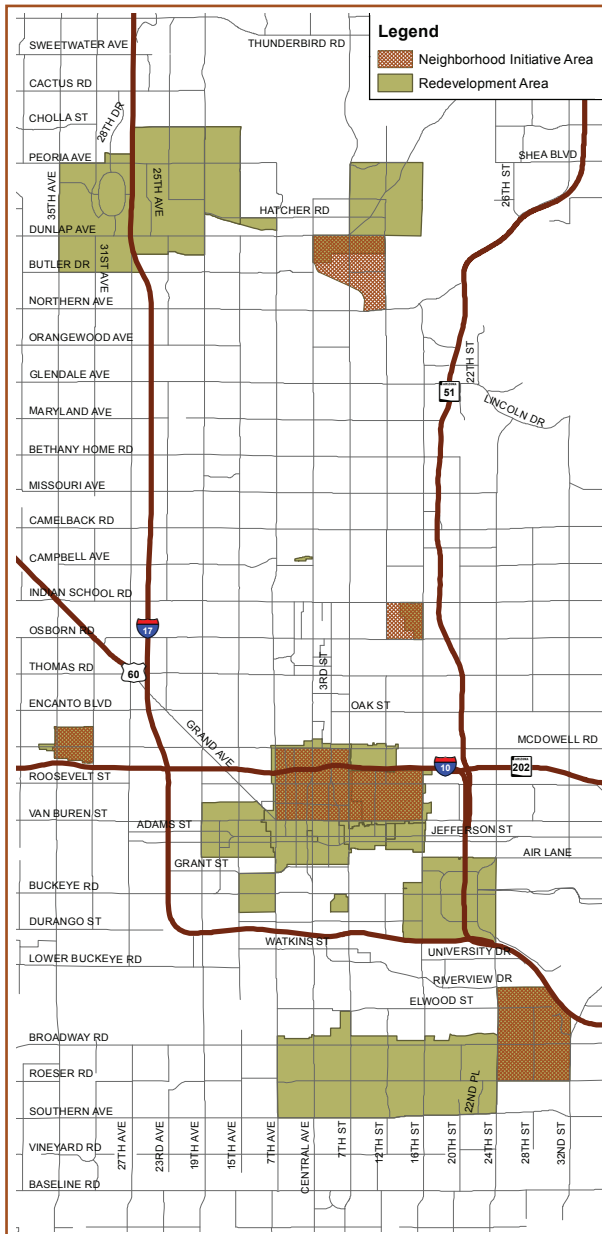 Legend
Neighborhood Initiative Area
Redevelopment Area
SWEETWATER AVE
THUNDERBIRD RD
CACTUS RD
CHOLLA ST
28TH DR
PEORIA AVE
SHEA BLVD
35TH AVE
25TH AVE
26TH ST
HATCHER RD
DUNLAP AVE
31ST AVE
BUTLER DR
NORTHERN AVE
ORANGEWOOD AVE
22TH ST
GLENDALE AVE
51
LINCOLN DR
MARYLAND AVE
BETHANY HOME RD
MISSOURI AVE
CAMELBACK RD
CAMPBELL AVE
INDIAN SCHOOL RD
17
OSBORN RD
3RD ST
THOMAS RD
60
ENCANTO BLVD
OAK ST
GRAND AVE
MCDOWELL RD
10
202
ROOSEVELT ST
VAN BUREN ST
ADAMS ST
JEFFERSON ST
GRANT ST
AIR LANE
BUCKEYE RD
DURANGO ST
WATKINS ST
UNIVERSITY DR
LOWER BUCKEYE RD
RIVERVIEW DR
ELWOOD ST
BROADWAY RD
ROESER RD
22ND PL
SOUTHERN AVE
27TH AVE
23RD AVE
19TH AVE
15TH AVE
7TH AVE
CENTRAL AVE
7TH ST
12TH ST
16TH ST
20TH ST
24TH ST
28TH ST
32ND ST
VINEYARD RD
BASELINE RD